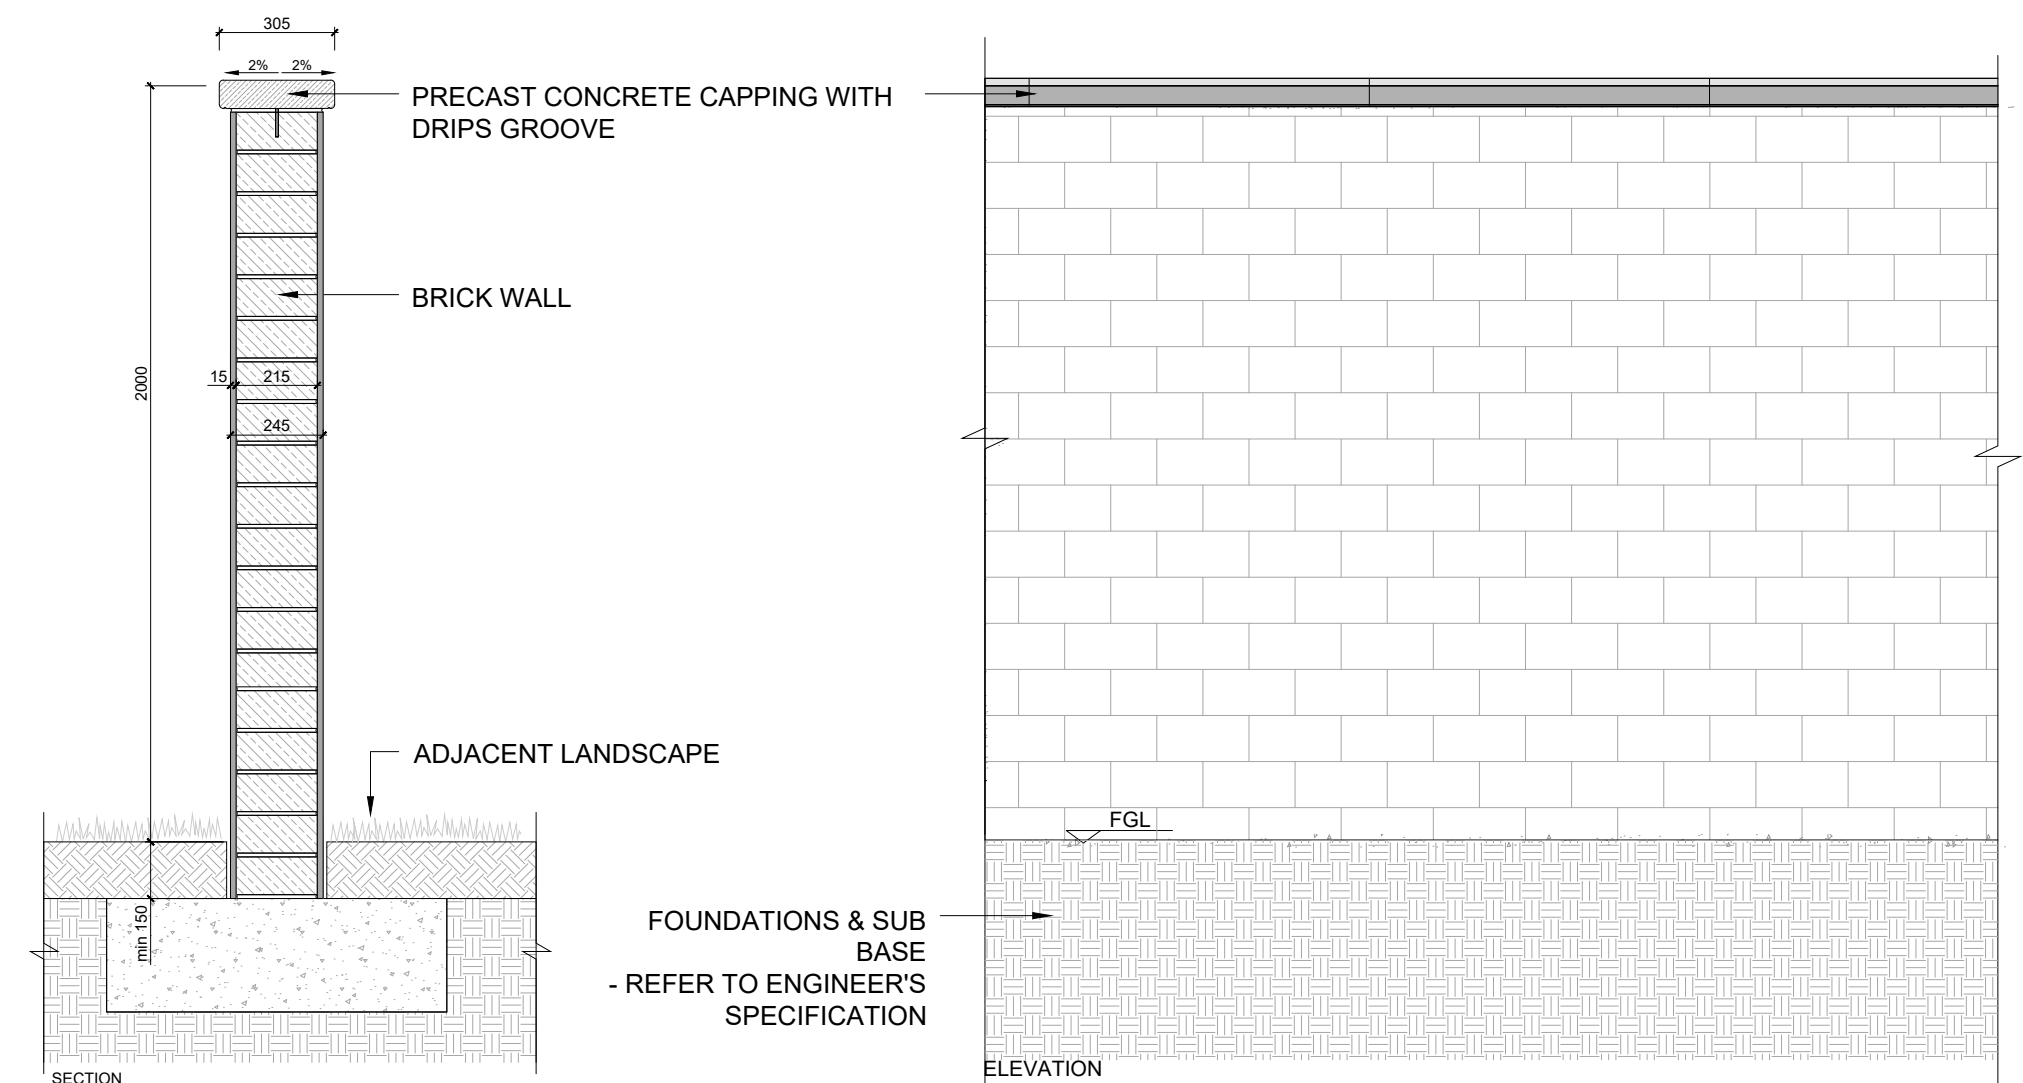 305
2% 2%
PRECAST CONCRETE CAPPING WITH
DRIPS GROOVE
BRICK WALL
2000
15 215
245
ADJACENT LANDSCAPE
min 150
SECTION
FGL
FOUNDATIONS & SUB
BASE
- REFER TO ENGINEER'S
SPECIFICATION
ELEVATION